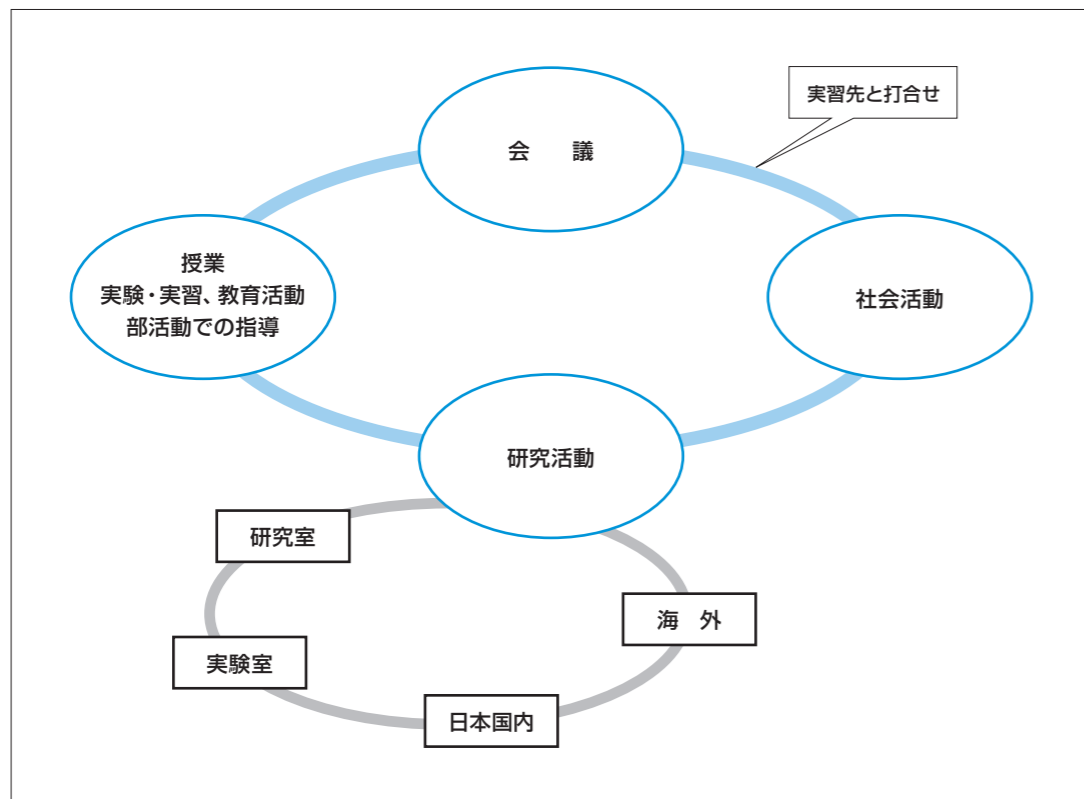 実習先と打合せ
会　議
授業
実験・実習、教育活動
部活動での指導
社会活動
研究活動
研究室
海　外
実験室
日本国内